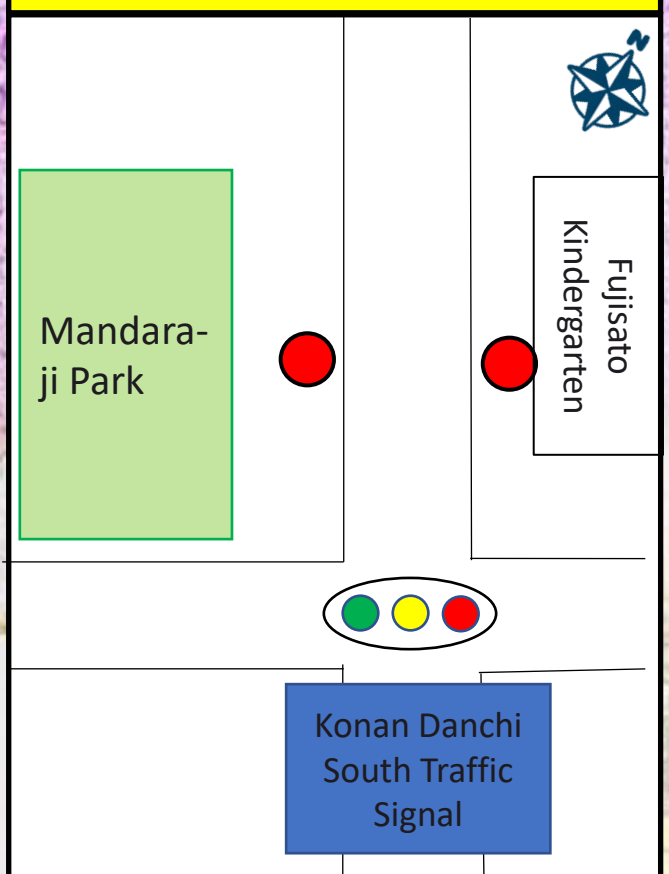 N
Mandara-
ji Park
Fujisato
Kindergarten
Konan Danchi
South Traffic
Signal